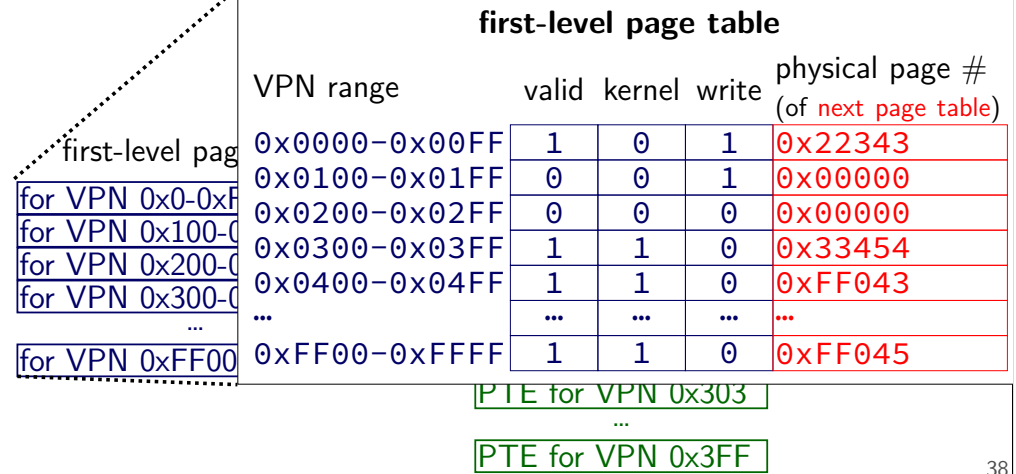 first-level page table
VPN range valid kernel write physical page #
(of next page table)
0x0000-0x00FF 1 0 1 0x22343
0x0100-0x01FF 0 0 1 0x00000
0x0200-0x02FF 0 0 0 0x00000
0x0300-0x03FF 1 1 0 0x33454
0x0400-0x04FF 1 1 0 0xFF043
… … … … …
0xFF00-0xFFFF 1 1 0 0xFF045
first-level pag
for VPN 0x0-0xF
for VPN 0x100-0
for VPN 0x200-0
for VPN 0x300-0
…
for VPN 0xFF00
PTE for VPN 0x303
…
PTE for VPN 0x3FF
38